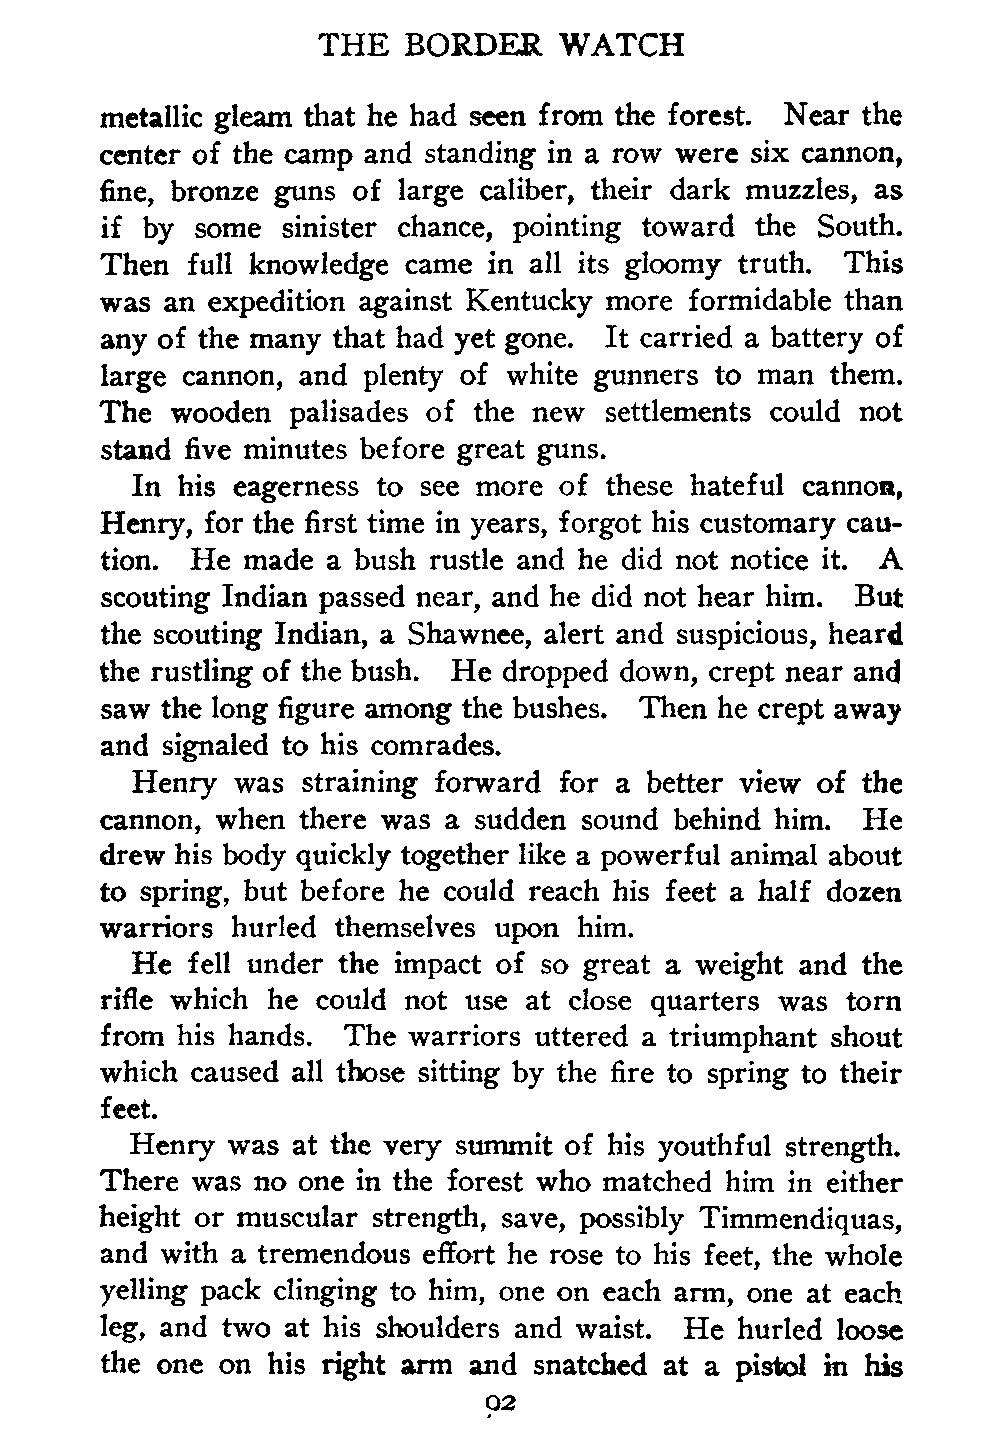 THE BORDER WATCH
metallic gleam that he had seen from the forest. Near the
center of the camp and standing in a row were six cannon,
fine, bronze guns of large caliber, their dark muzzles, as
if by some sinister chance, pointing toward the South.
Then full knowledge came in all its gloomy truth. This
was an expedition against Kentucky more formidable than
any of the many that had yet gone. It carried a battery of
large cannon, and plenty of white gunners to man them.
The wooden palisades of the new settlements could not
stand five minutes before great guns.
In his eagerness to see more of these hateful cannon,
Henry, for the first time in years, forgot his customary cau-
tion. He made a bush rustle and he did not notice it. A
scouting Indian passed near, and he did not hear him. But
the scouting Indian, a Shawnee, alert and suspicious, heard
the rustling of the bush. He dropped down, crept near and
saw the long figure among the bushes. Then he crept away
and signaled to his comrades.
Henry was straining forward for a better view of the
cannon, when there was a sudden sound behind him. He
drew his body quickly together like a powerful animal about
to spring, but before he could reach his feet a half dozen
warriors hurled themselves upon him.
He fell under the impact of so great a weight and the
rifle which he could not use at close quarters was torn
from his hands. The warriors uttered a triumphant shout
which caused all those sitting by the fire to spring to their
feet.
Henry was at the very summit of his youthful strength.
There was no one in the forest who matched him in either
height or muscular strength, save, possibly Timmendiquas,
and with a tremendous effort he rose to his feet, the whole
yelling pack clinging to him, one on each arm, one at each
leg, and two at his shoulders and waist. He hurled loose
the one on his right arm and snatched at a pistol in his
92